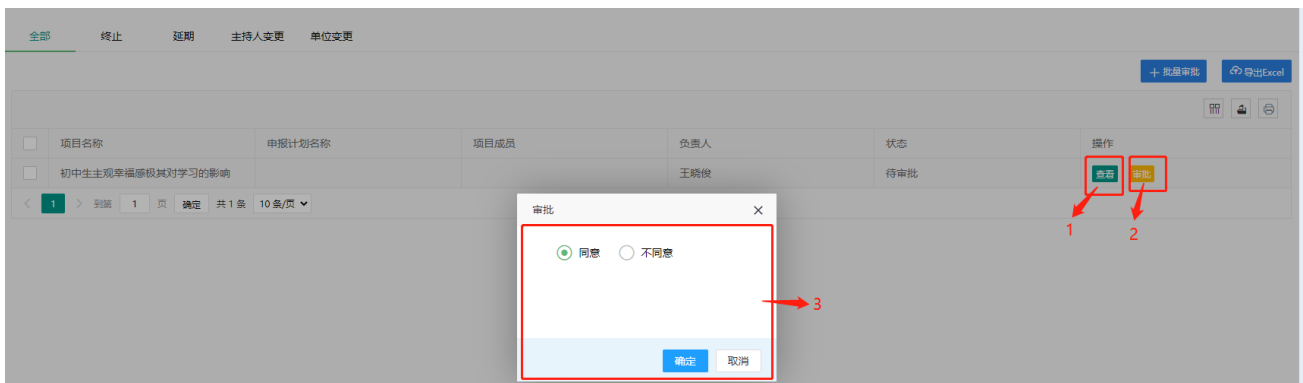 全部 终止 延期 主持人变更 单位变更
批量审批 导出Excel
项目名称 申报计划名称 项目成员 负责人 状态 操作
初中生主观幸福感极其对学习的影响 王晓俊 待审批 查看 审批
1 到第 1 页 确定 共1条 10条/页
1 2
审批
同意 不同意
3
确定 取消